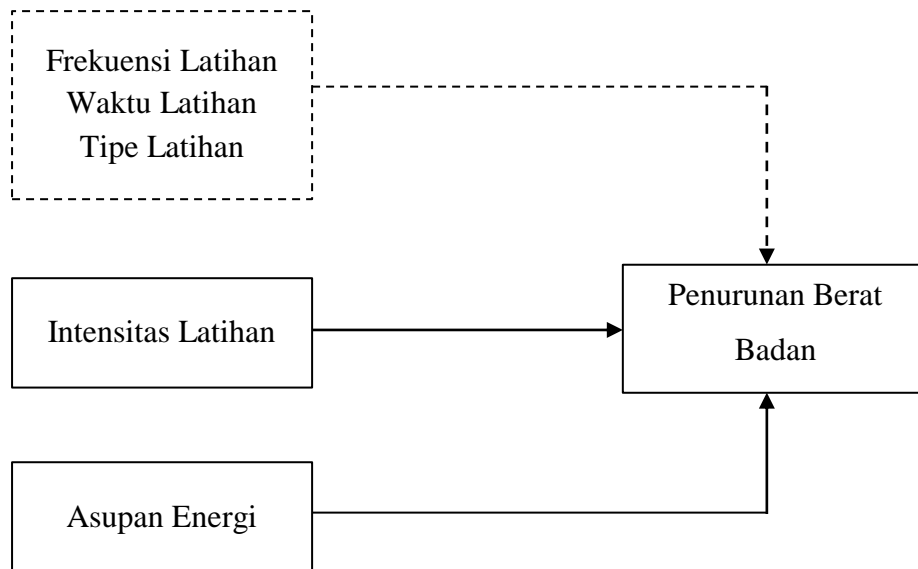 Frekuensi Latihan
Waktu Latihan
Tipe Latihan
Intensitas Latihan
Penurunan Berat
Badan
Asupan Energi